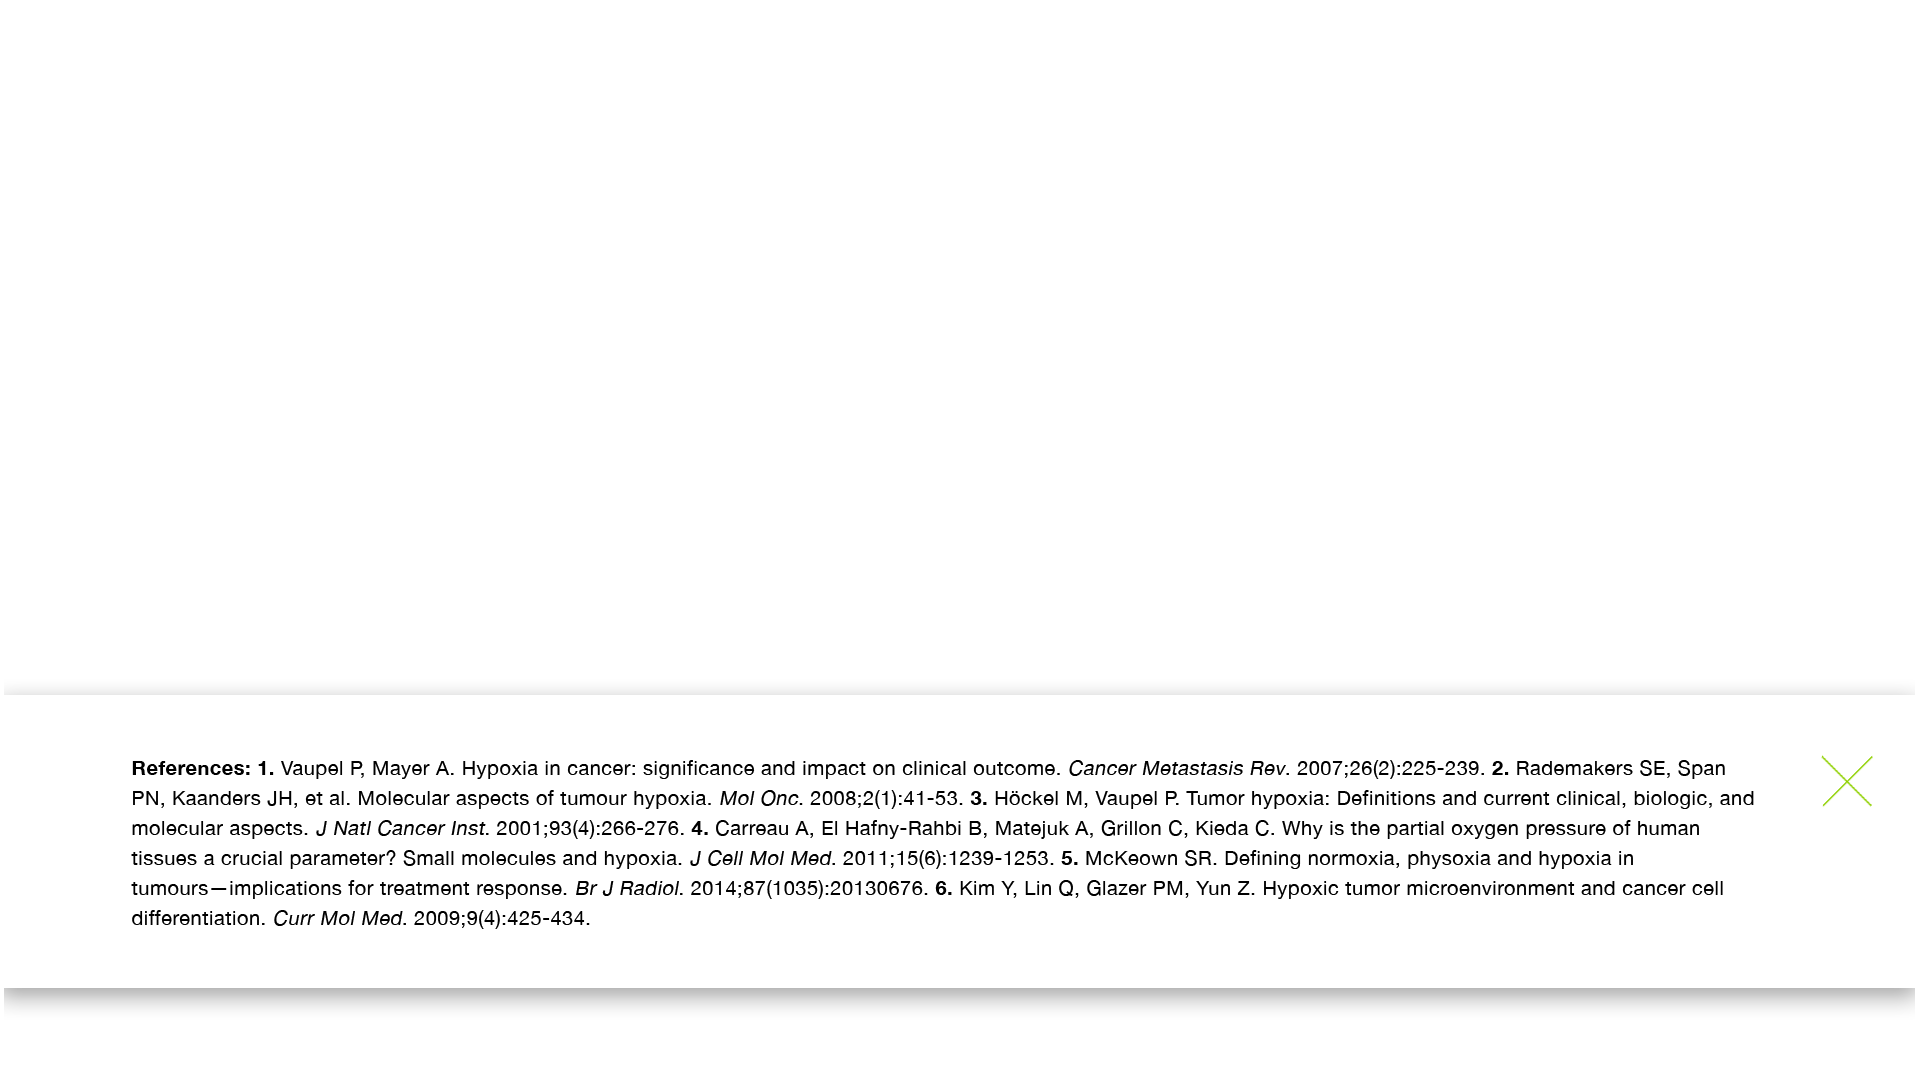 References: 1. Vaupel P, Mayer A. Hypoxia in cancer: significance and impact on clinical outcome. Cancer Metastasis Rev. 2007;26(2):225-239. 2. Rademakers SE, Span
PN, Kaanders JH, et al. Molecular aspects of tumour hypoxia. Mol Onc. 2008;2(1):41-53. 3. Höckel M, Vaupel P. Tumor hypoxia: Definitions and current clinical, biologic, and
molecular aspects. J Natl Cancer Inst. 2001;93(4):266-276. 4. Carreau A, El Hafny-Rahbi B, Matejuk A, Grillon C, Kieda C. Why is the partial oxygen pressure of human
tissues a crucial parameter? Small molecules and hypoxia. J Cell Mol Med. 2011;15(6):1239-1253. 5. McKeown SR. Defining normoxia, physoxia and hypoxia in
tumours—implications for treatment response. Br J Radiol. 2014;87(1035):20130676. 6. Kim Y, Lin Q, Glazer PM, Yun Z. Hypoxic tumor microenvironment and cancer cell
differentiation. Curr Mol Med. 2009;9(4):425-434.